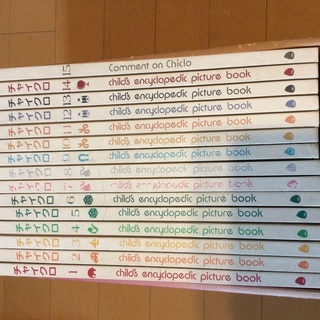 チャイクロ 15 Comment on Chiclo
チャイクロ 14 child's encyclopedic picture book
チャイクロ 13 child's encyclopedic picture book
チャイクロ 12 child's encyclopedic picture book
チャイクロ 11 child's encyclopedic picture book
チャイクロ 10 child's encyclopedic picture book
チャイクロ 9 child's encyclopedic picture book
チャイクロ 8 child's encyclopedic picture book
チャイクロ 7 child's encyclopedic picture book
チャイクロ 6 child's encyclopedic picture book
チャイクロ 5 child's encyclopedic picture book
チャイクロ 4 child's encyclopedic picture book
チャイクロ 3 child's encyclopedic picture book
チャイクロ 2 child's encyclopedic picture book
チャイクロ 1 child's encyclopedic picture book